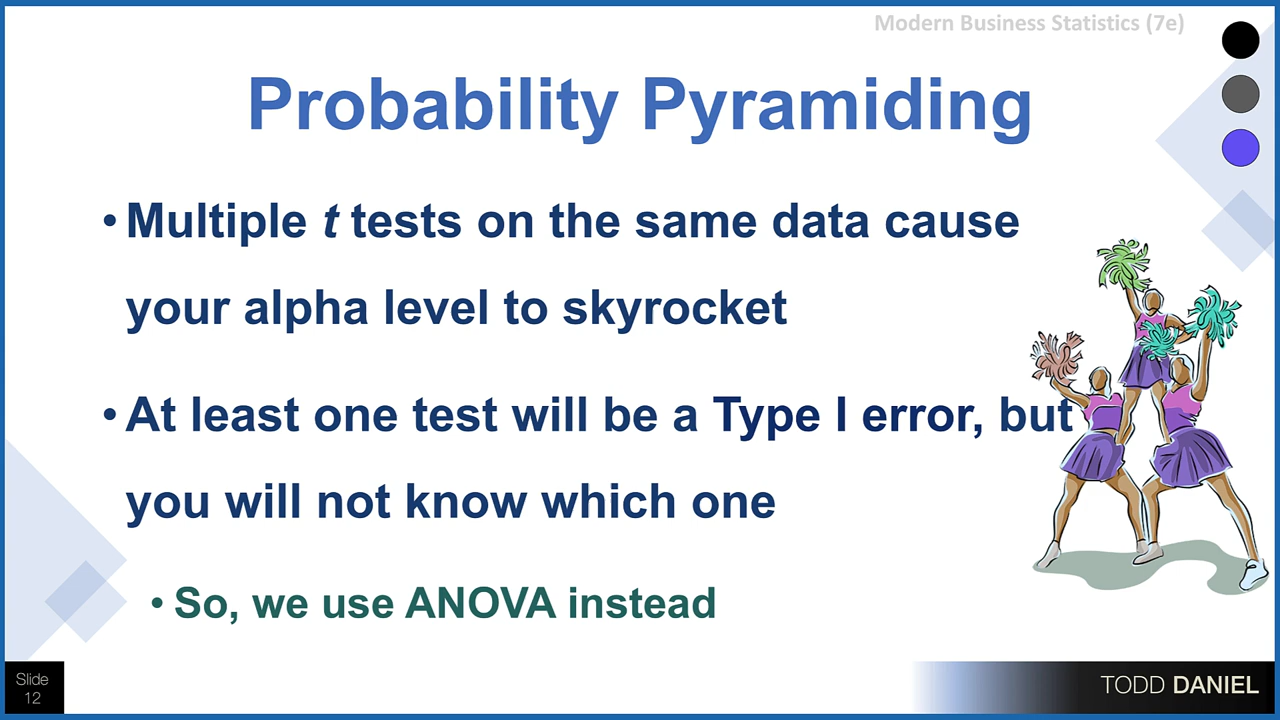 Modern Business Statistics (7e)
Probability Pyramiding
• Multiple t tests on the same data cause
your alpha level to skyrocket
• At least one test will be a Type I error, but
you will not know which one
• So, we use ANOVA instead
Slide
12
TODD DANIEL